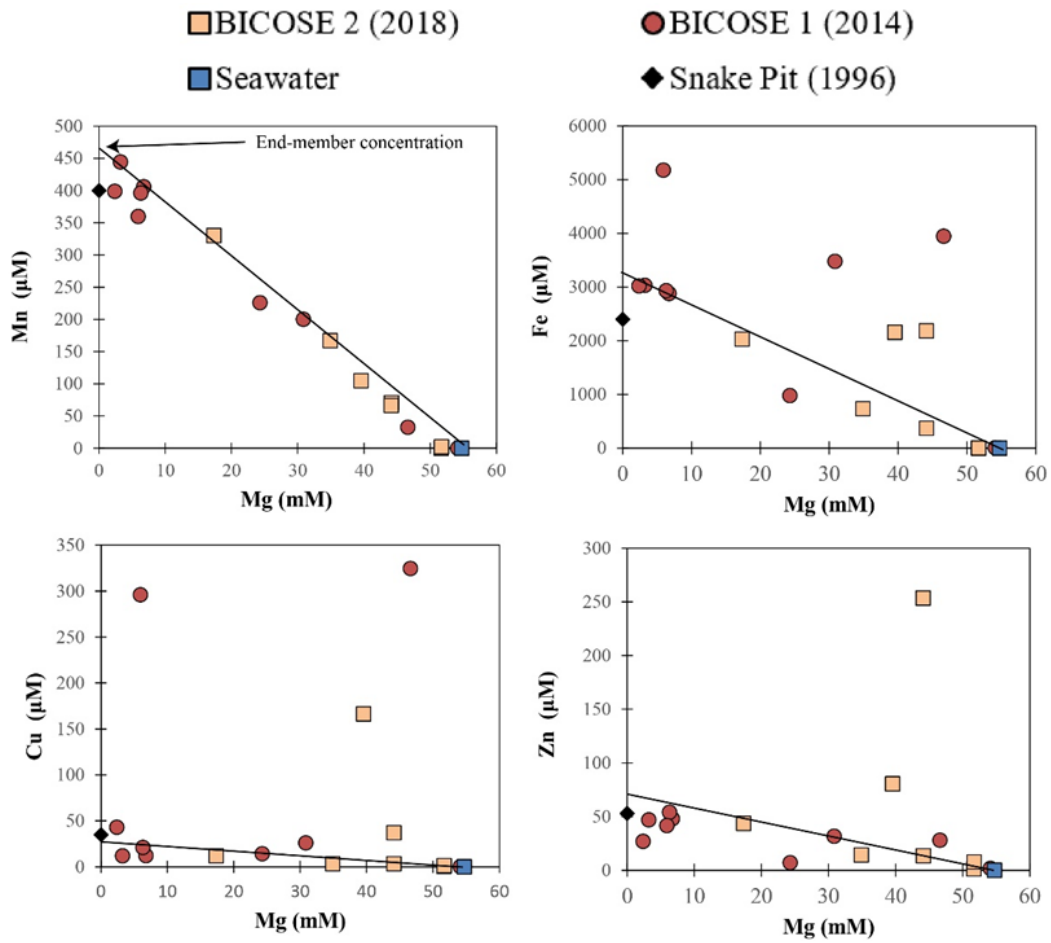 BICOSE 2 (2018) BICOSE 1 (2014)
Seawater Snake Pit (1996)
500
450
400
350
300
250
200
150
100
50
0
Mn (µM)
End-member concentration
0 10 20 30 40 50 60
Mg (mM)
6000
5000
4000
3000
2000
1000
0
Fe (µM)
0 10 20 30 40 50 60
Mg (mM)
350
300
250
200
150
100
50
0
Cu (µM)
0 10 20 30 40 50 60
Mg (mM)
300
250
200
150
100
50
0
Zn (µM)
0 10 20 30 40 50 60
Mg (mM)